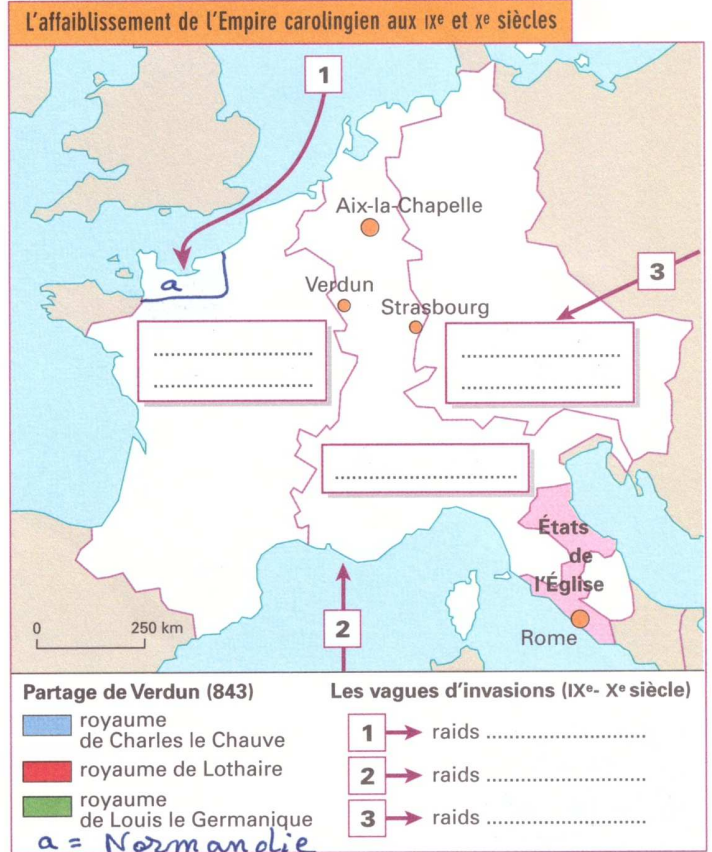 L'affaiblissement de l'Empire carolingien aux IXe et Xe siècles
1
Aix-la-Chapelle
3
a
Verdun
Strasbourg
..............................
..............................
..............................
..............................
..............................
États
de
l'Église
0 250 km
2
Rome
Partage de Verdun (843)
royaume
de Charles le Chauve
royaume de Lothaire
royaume
de Louis le Germanique
a = Normandie
Les vagues d'invasions (IXe- Xe siècle)
1 raids ..............................
2 raids ..............................
3 raids ..............................